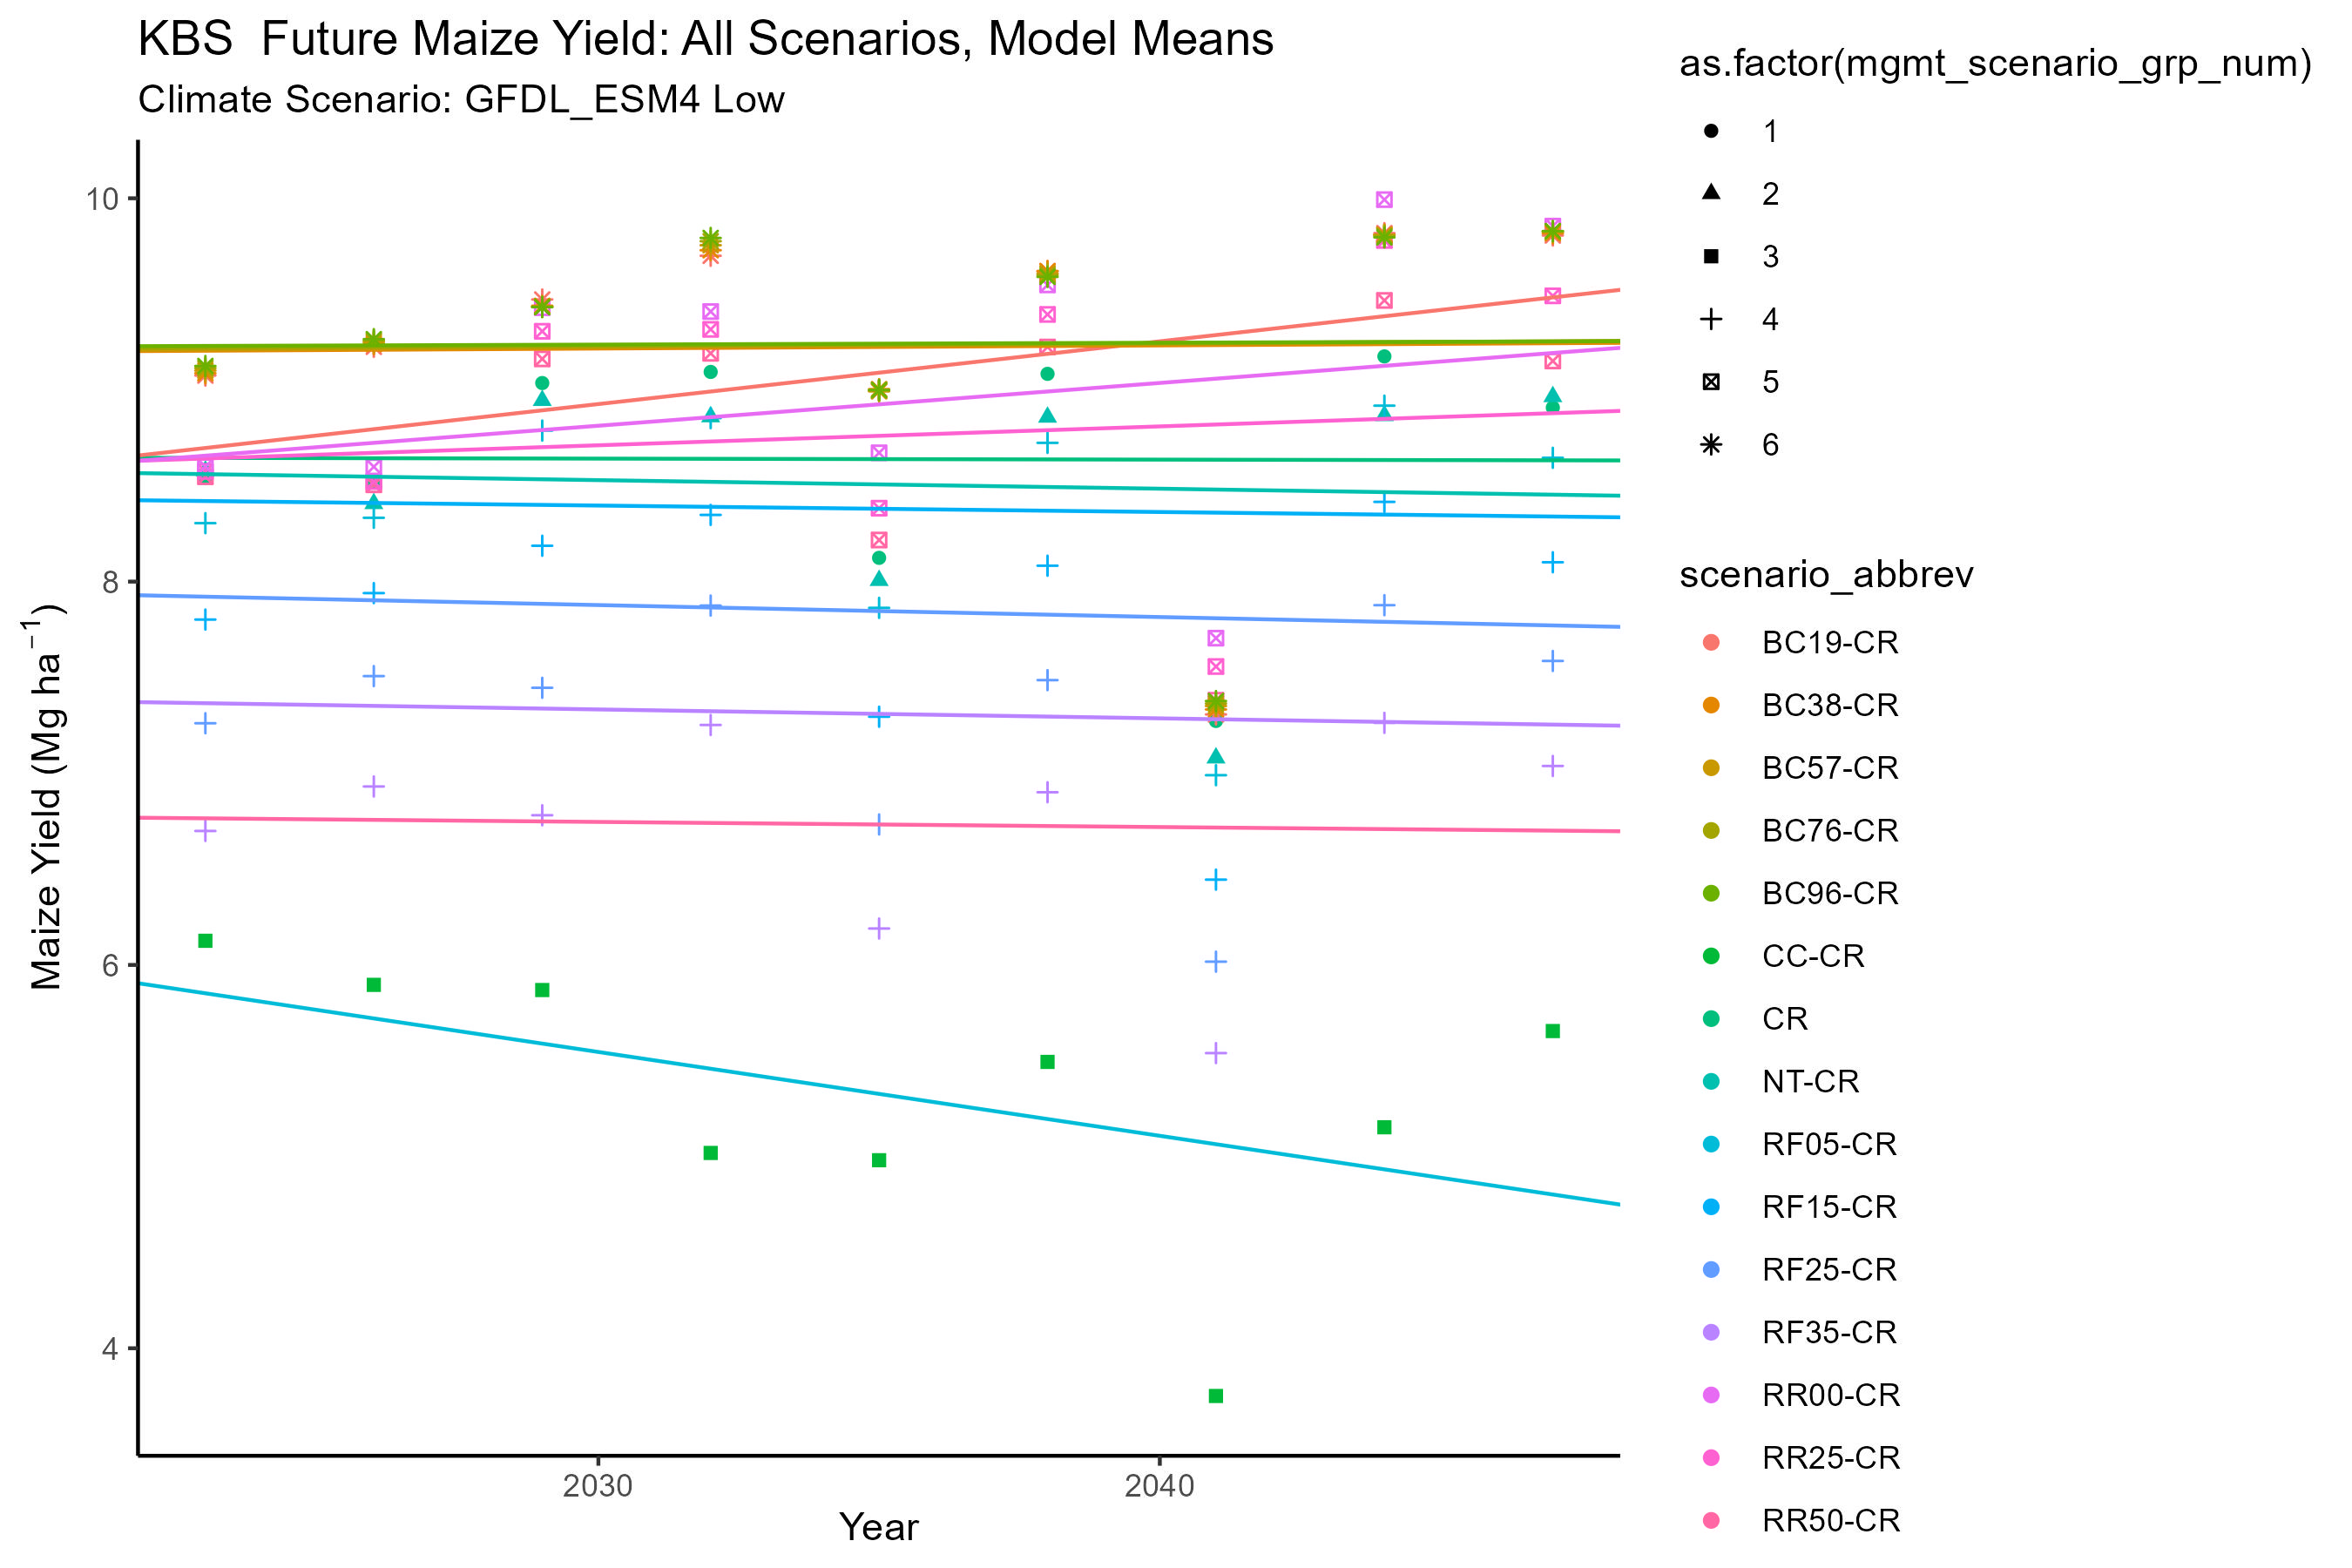 KBS  Future Maize Yield: All Scenarios, Model Means
Climate Scenario: GFDL_ESM4 Low
Maize Yield (Mg ha⁻¹)
10
8
6
4
2030
2040
Year
as.factor(mgmt_scenario_grp_num)
1
2
3
4
5
6
scenario_abbrev
BC19-CR
BC38-CR
BC57-CR
BC76-CR
BC96-CR
CC-CR
CR
NT-CR
RF05-CR
RF15-CR
RF25-CR
RF35-CR
RR00-CR
RR25-CR
RR50-CR